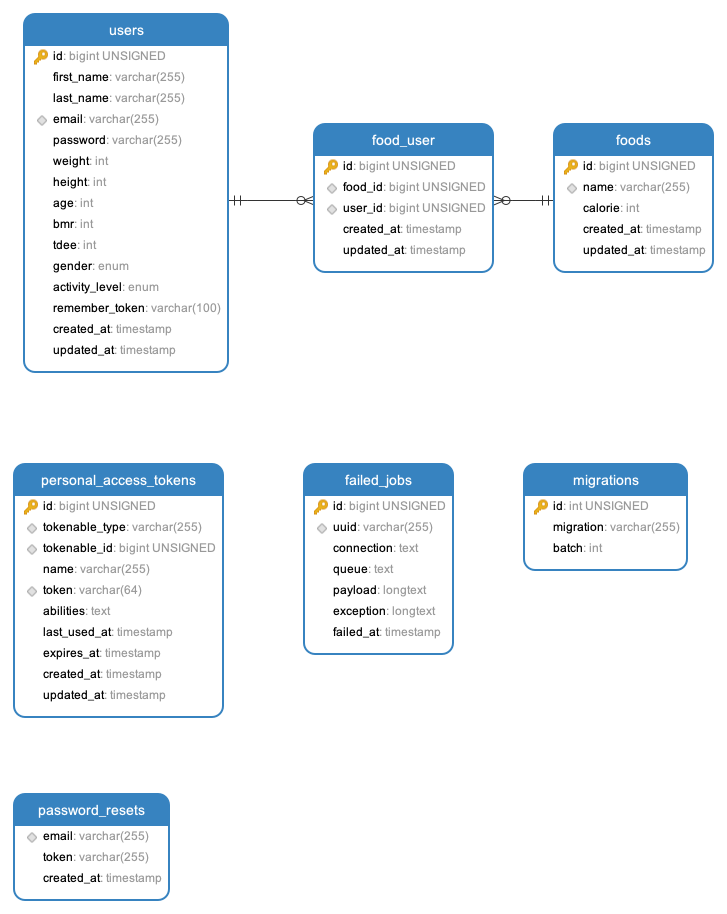 users
id: bigint UNSIGNED
first_name: varchar(255)
last_name: varchar(255)
email: varchar(255)
password: varchar(255)
weight: int
height: int
age: int
bmr: int
tdee: int
gender: enum
activity_level: enum
remember_token: varchar(100)
created_at: timestamp
updated_at: timestamp
food_user
id: bigint UNSIGNED
food_id: bigint UNSIGNED
user_id: bigint UNSIGNED
created_at: timestamp
updated_at: timestamp
foods
id: bigint UNSIGNED
name: varchar(255)
calorie: int
created_at: timestamp
updated_at: timestamp
personal_access_tokens
id: bigint UNSIGNED
tokenable_type: varchar(255)
tokenable_id: bigint UNSIGNED
name: varchar(255)
token: varchar(64)
abilities: text
last_used_at: timestamp
expires_at: timestamp
created_at: timestamp
updated_at: timestamp
failed_jobs
id: bigint UNSIGNED
uuid: varchar(255)
connection: text
queue: text
payload: longtext
exception: longtext
failed_at: timestamp
migrations
id: int UNSIGNED
migration: varchar(255)
batch: int
password_resets
email: varchar(255)
token: varchar(255)
created_at: timestamp